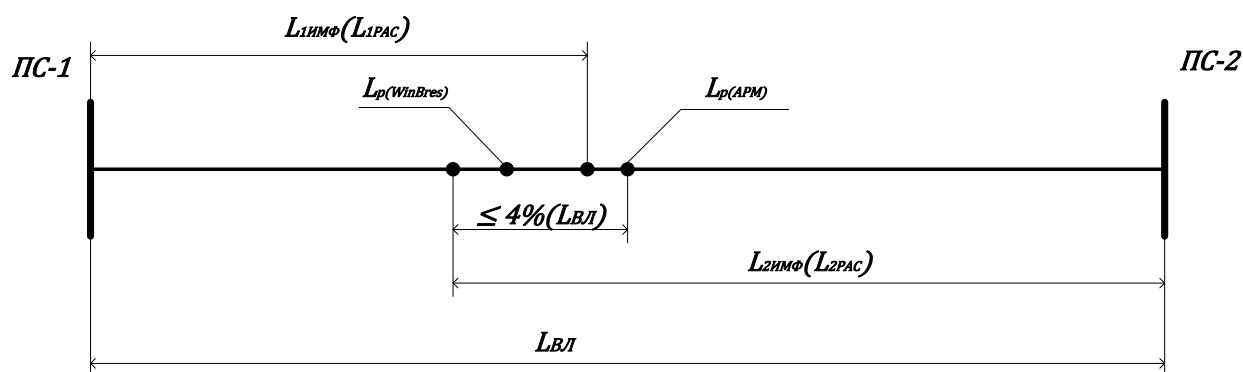 L1ИМФ(L1РАС)
ПС-1
ПС-2
Lр(WinBres)
Lр(АРМ)
≤ 4%(LВЛ)
L2ИМФ(L2РАС)
LВЛ